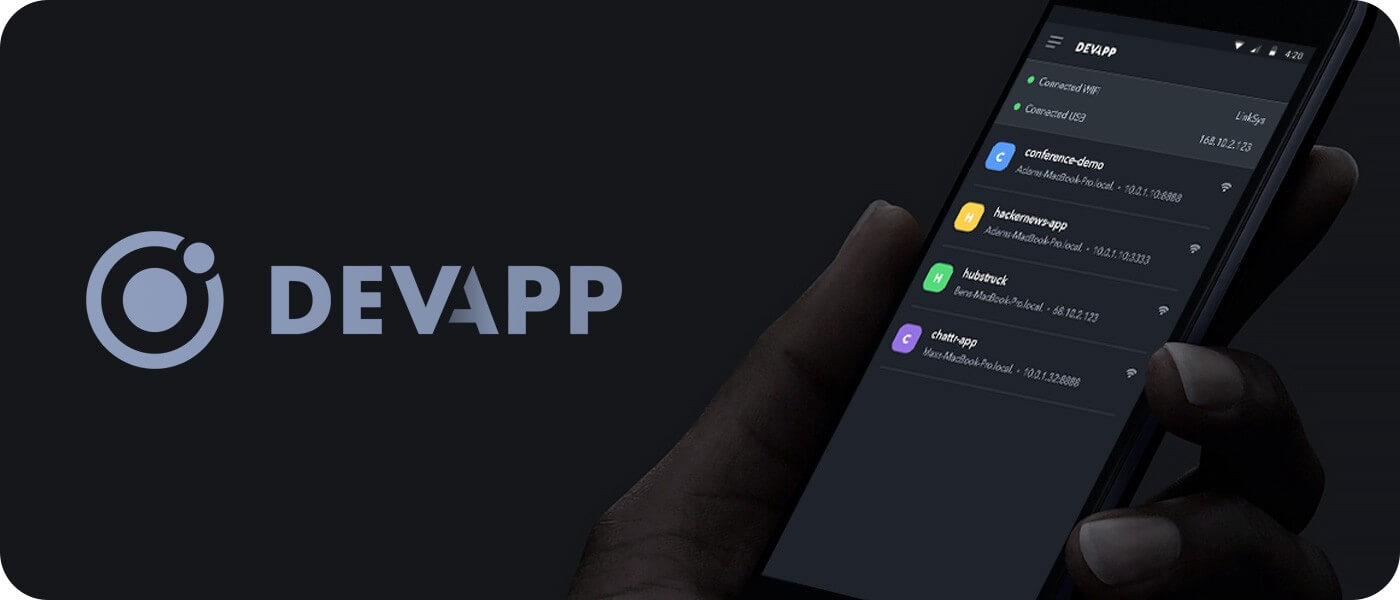 DEVAPP
DEVAPP
4:20
Connected WIFI
LinkSys
Connected USB
168.10.2.123
C
conference-demo
Adams-MacBook-Pro.local. • 10.0.1.10:8888
H
hackernews-app
Adams-MacBook-Pro.local. • 10.0.1.10:3333
H
hubstruck
Bens-MacBook-Pro.local. • 68.10.2.123
C
chattr-app
Maxs-MacBook-Pro.local. • 10.0.1.32:8888